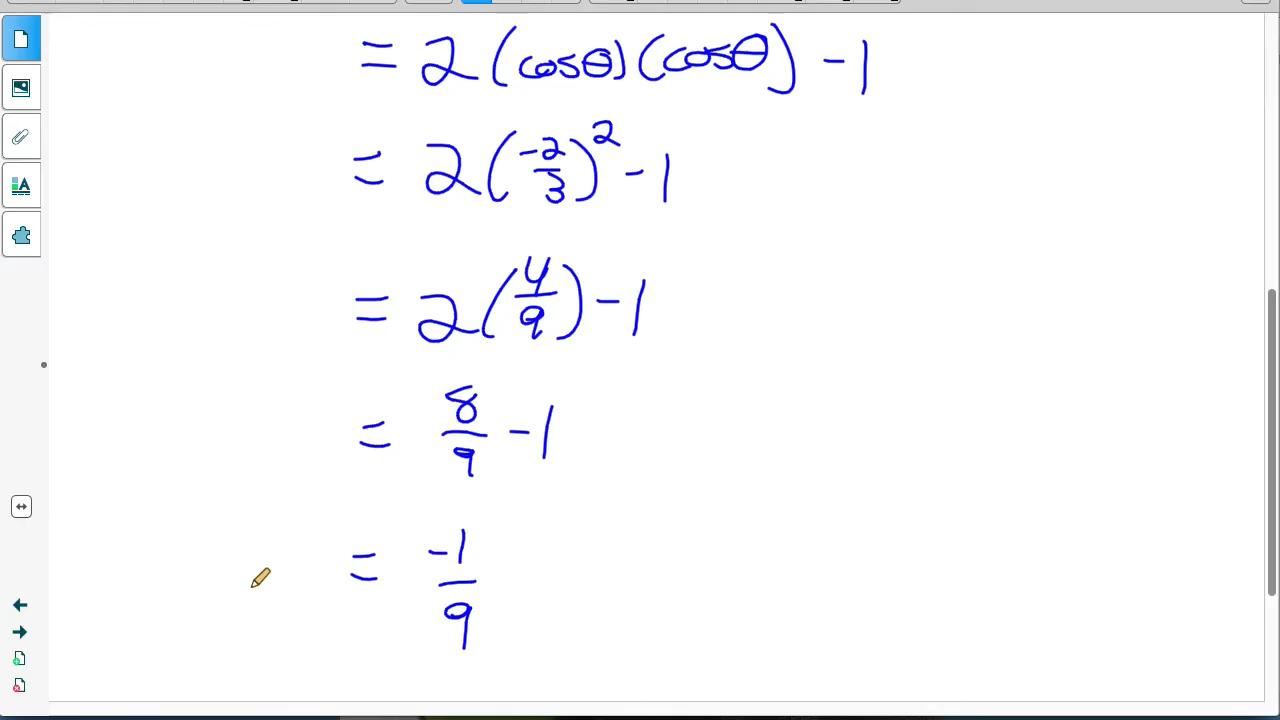 = 2 (cosθ) (cosθ) - 1
= 2 (-2/3)² - 1
= 2 (4/9) - 1
= 8/9 - 1
= -1/9